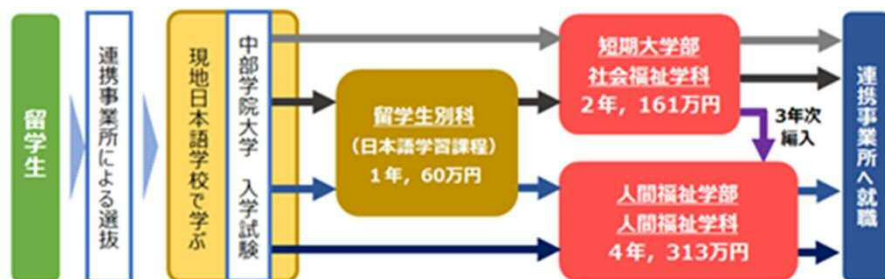 留学生
連携事業所による選抜
現地日本語学校で学ぶ
中部学院大学 入学試験
留学生別科
（日本語学習課程）
1年，60万円
短期大学部
社会福祉学科
2年，161万円
3年次
編入
人間福祉学部
人間福祉学科
4年，313万円
連携事業所へ就職